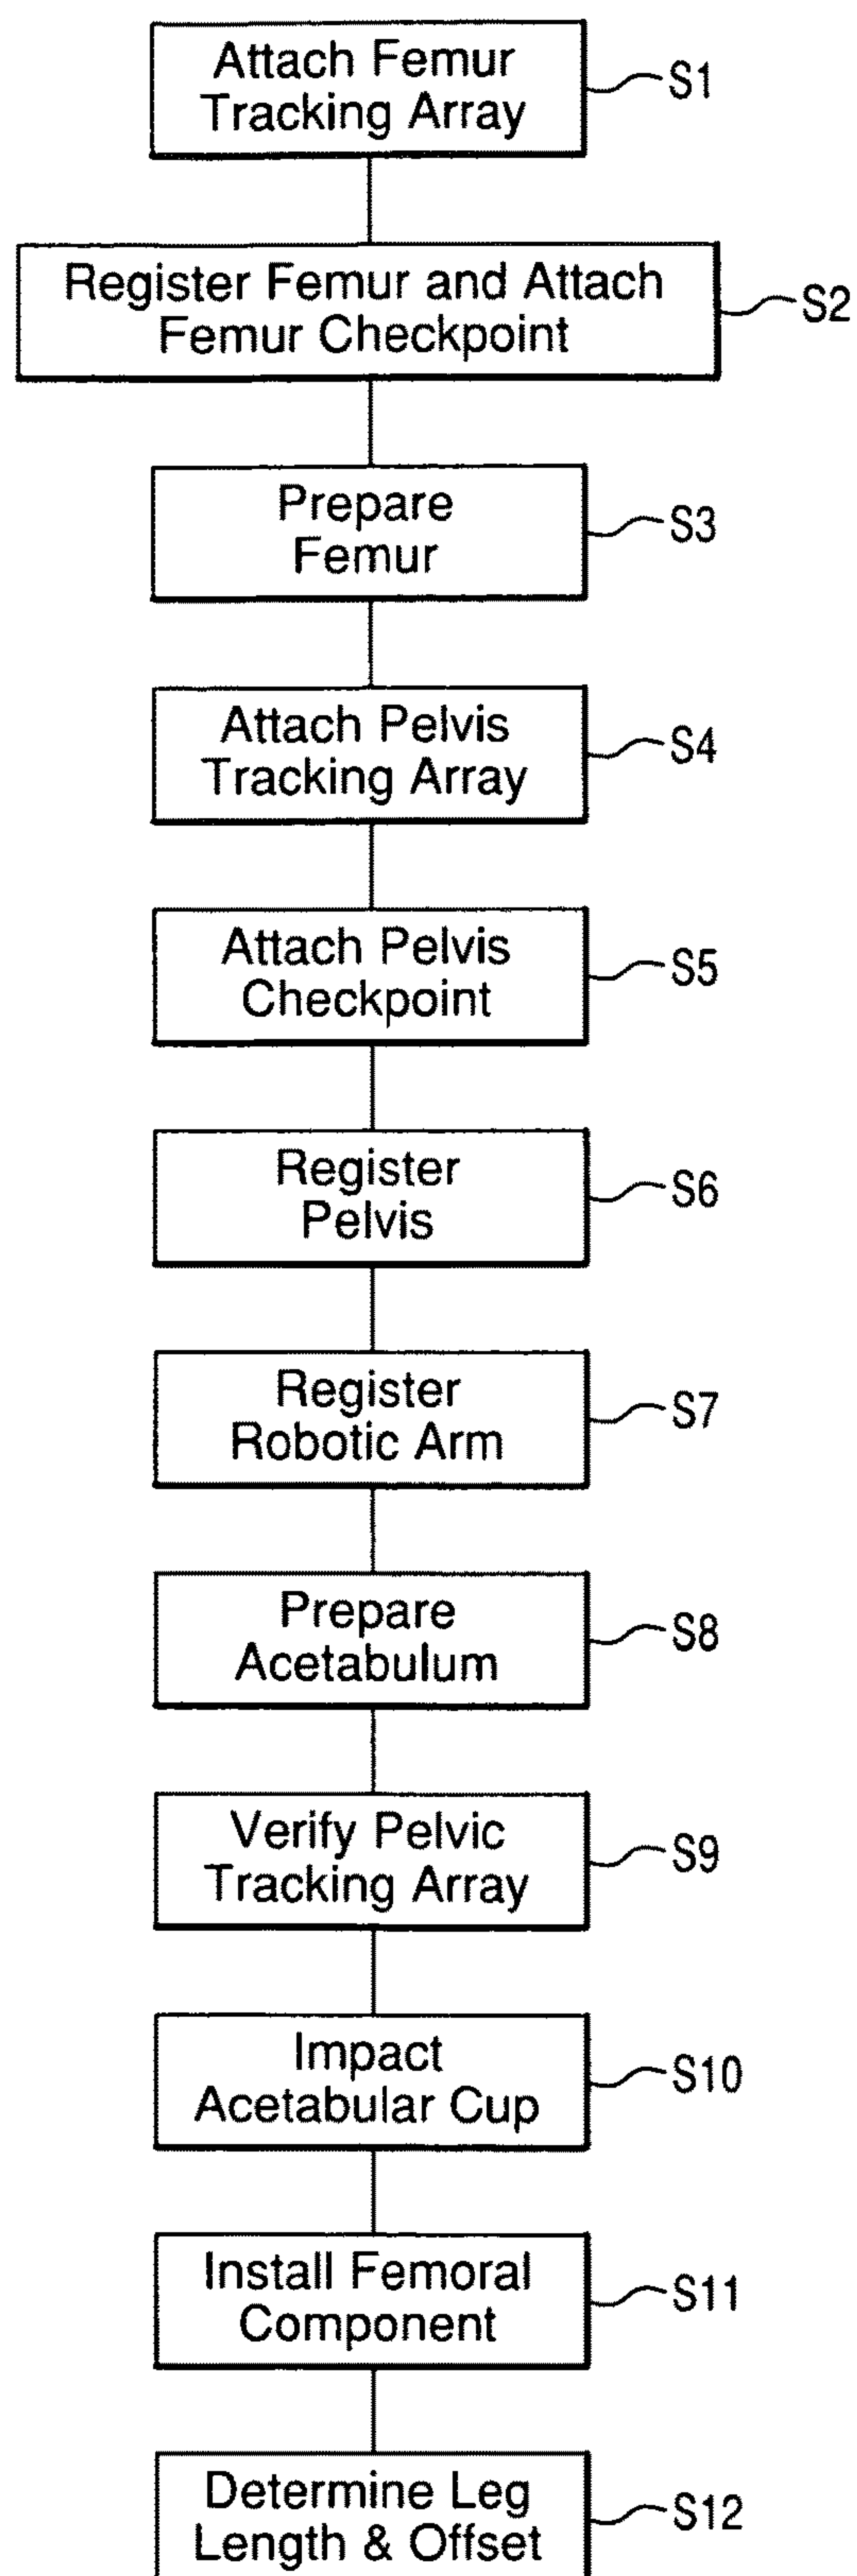 Attach Femur
Tracking Array
S1
Register Femur and Attach
Femur Checkpoint
S2
Prepare
Femur
S3
Attach Pelvis
Tracking Array
S4
Attach Pelvis
Checkpoint
S5
Register
Pelvis
S6
Register
Robotic Arm
S7
Prepare
Acetabulum
S8
Verify Pelvic
Tracking Array
S9
Impact
Acetabular Cup
S10
Install Femoral
Component
S11
Determine Leg
Length & Offset
S12